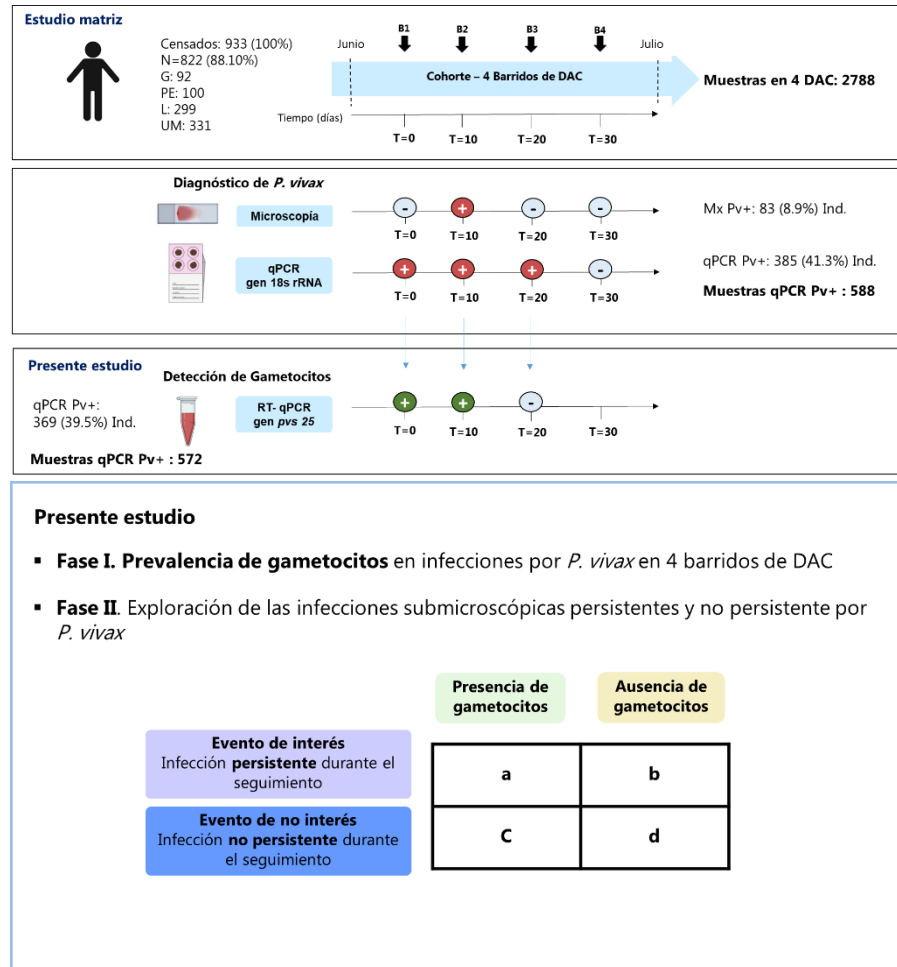 Estudio matriz
Censados: 933 (100%)
N=822 (88.10%)
G: 92
PE: 100
L: 299
UM: 331
B1 B2 B3 B4
Junio Julio
Cohorte – 4 Barridos de DAC
Muestras en 4 DAC: 2788
Tiempo (días)
T=0 T=10 T=20 T=30
Diagnóstico de P. vivax
Microscopía
- + - -
T=0 T=10 T=20 T=30
Mx Pv+: 83 (8.9%) Ind.
qPCR
gen 18s rRNA
+ + + -
T=0 T=10 T=20 T=30
qPCR Pv+: 385 (41.3%) Ind.
Muestras qPCR Pv+ : 588
Presente estudio
Detección de Gametocitos
qPCR Pv+:
369 (39.5%) Ind.
RT- qPCR
gen pvs 25
+ + -
T=0 T=10 T=20 T=30
Muestras qPCR Pv+ : 572
Presente estudio
▪ Fase I. Prevalencia de gametocitos en infecciones por P. vivax en 4 barridos de DAC
▪ Fase II. Exploración de las infecciones submicroscópicas persistentes y no persistente por
P. vivax
Presencia de
gametocitos
Ausencia de
gametocitos
Evento de interés
Infección persistente durante el
seguimiento
a b
Evento de no interés
Infección no persistente durante
el seguimiento
C d